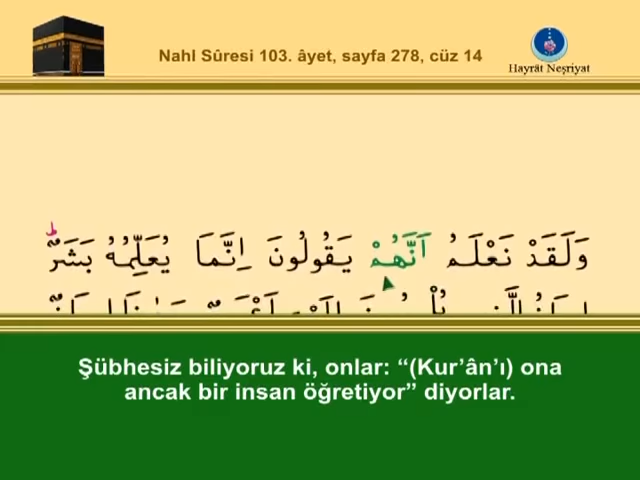 Nahl Sûresi 103. âyet, sayfa 278, cüz 14
Hayrât Neşriyat
وَلَقَدْ نَعْلَمُ اَنَّهُمْ يَقُولُونَ اِنَّمَا يُعَلِّمُهُ بَشَرٌ
Şübhesiz biliyoruz ki, onlar: “(Kur’ân’ı) ona
ancak bir insan öğretiyor” diyorlar.